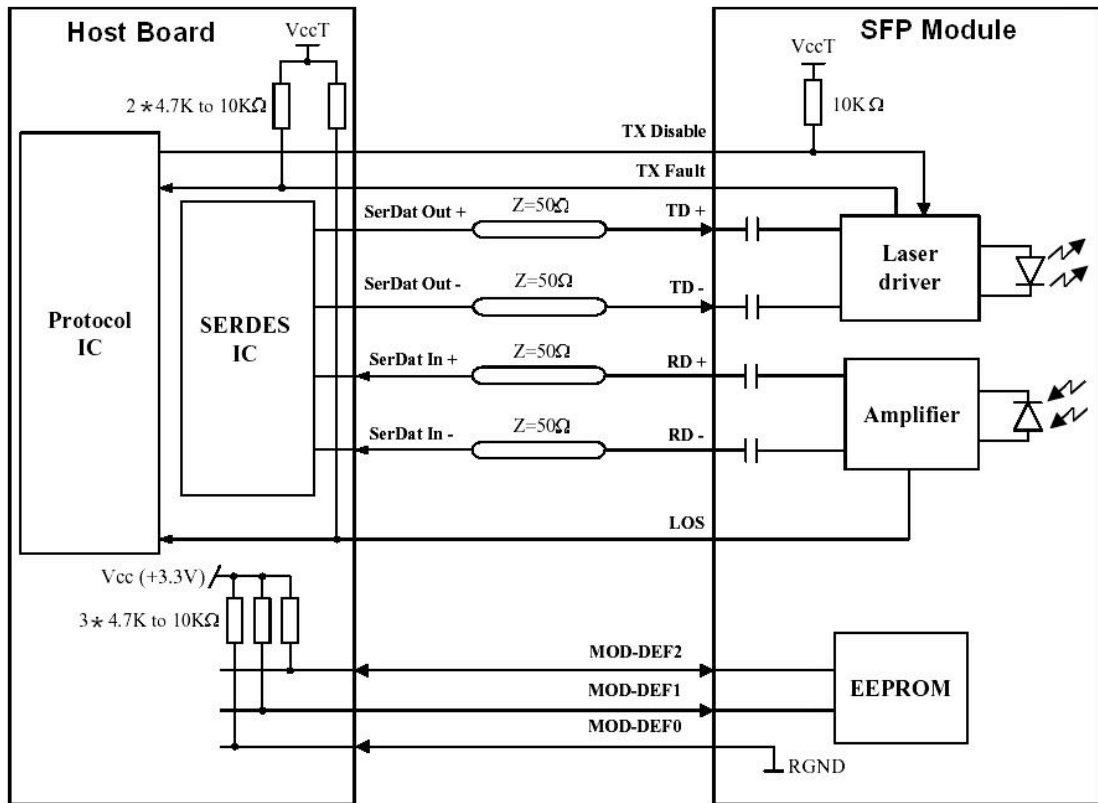 Host Board
SFP Module
VccT
VccT
2*4.7K to 10KΩ
10KΩ
TX Disable
TX Fault
SerDat Out +
Z=50Ω
TD +
Laser
driver
SerDat Out -
Z=50Ω
TD -
Protocol
IC
SERDES
IC
SerDat In +
Z=50Ω
RD +
Amplifier
SerDat In -
Z=50Ω
RD -
LOS
Vcc (+3.3V)
3*4.7K to 10KΩ
MOD-DEF2
MOD-DEF1
MOD-DEF0
EEPROM
RGND